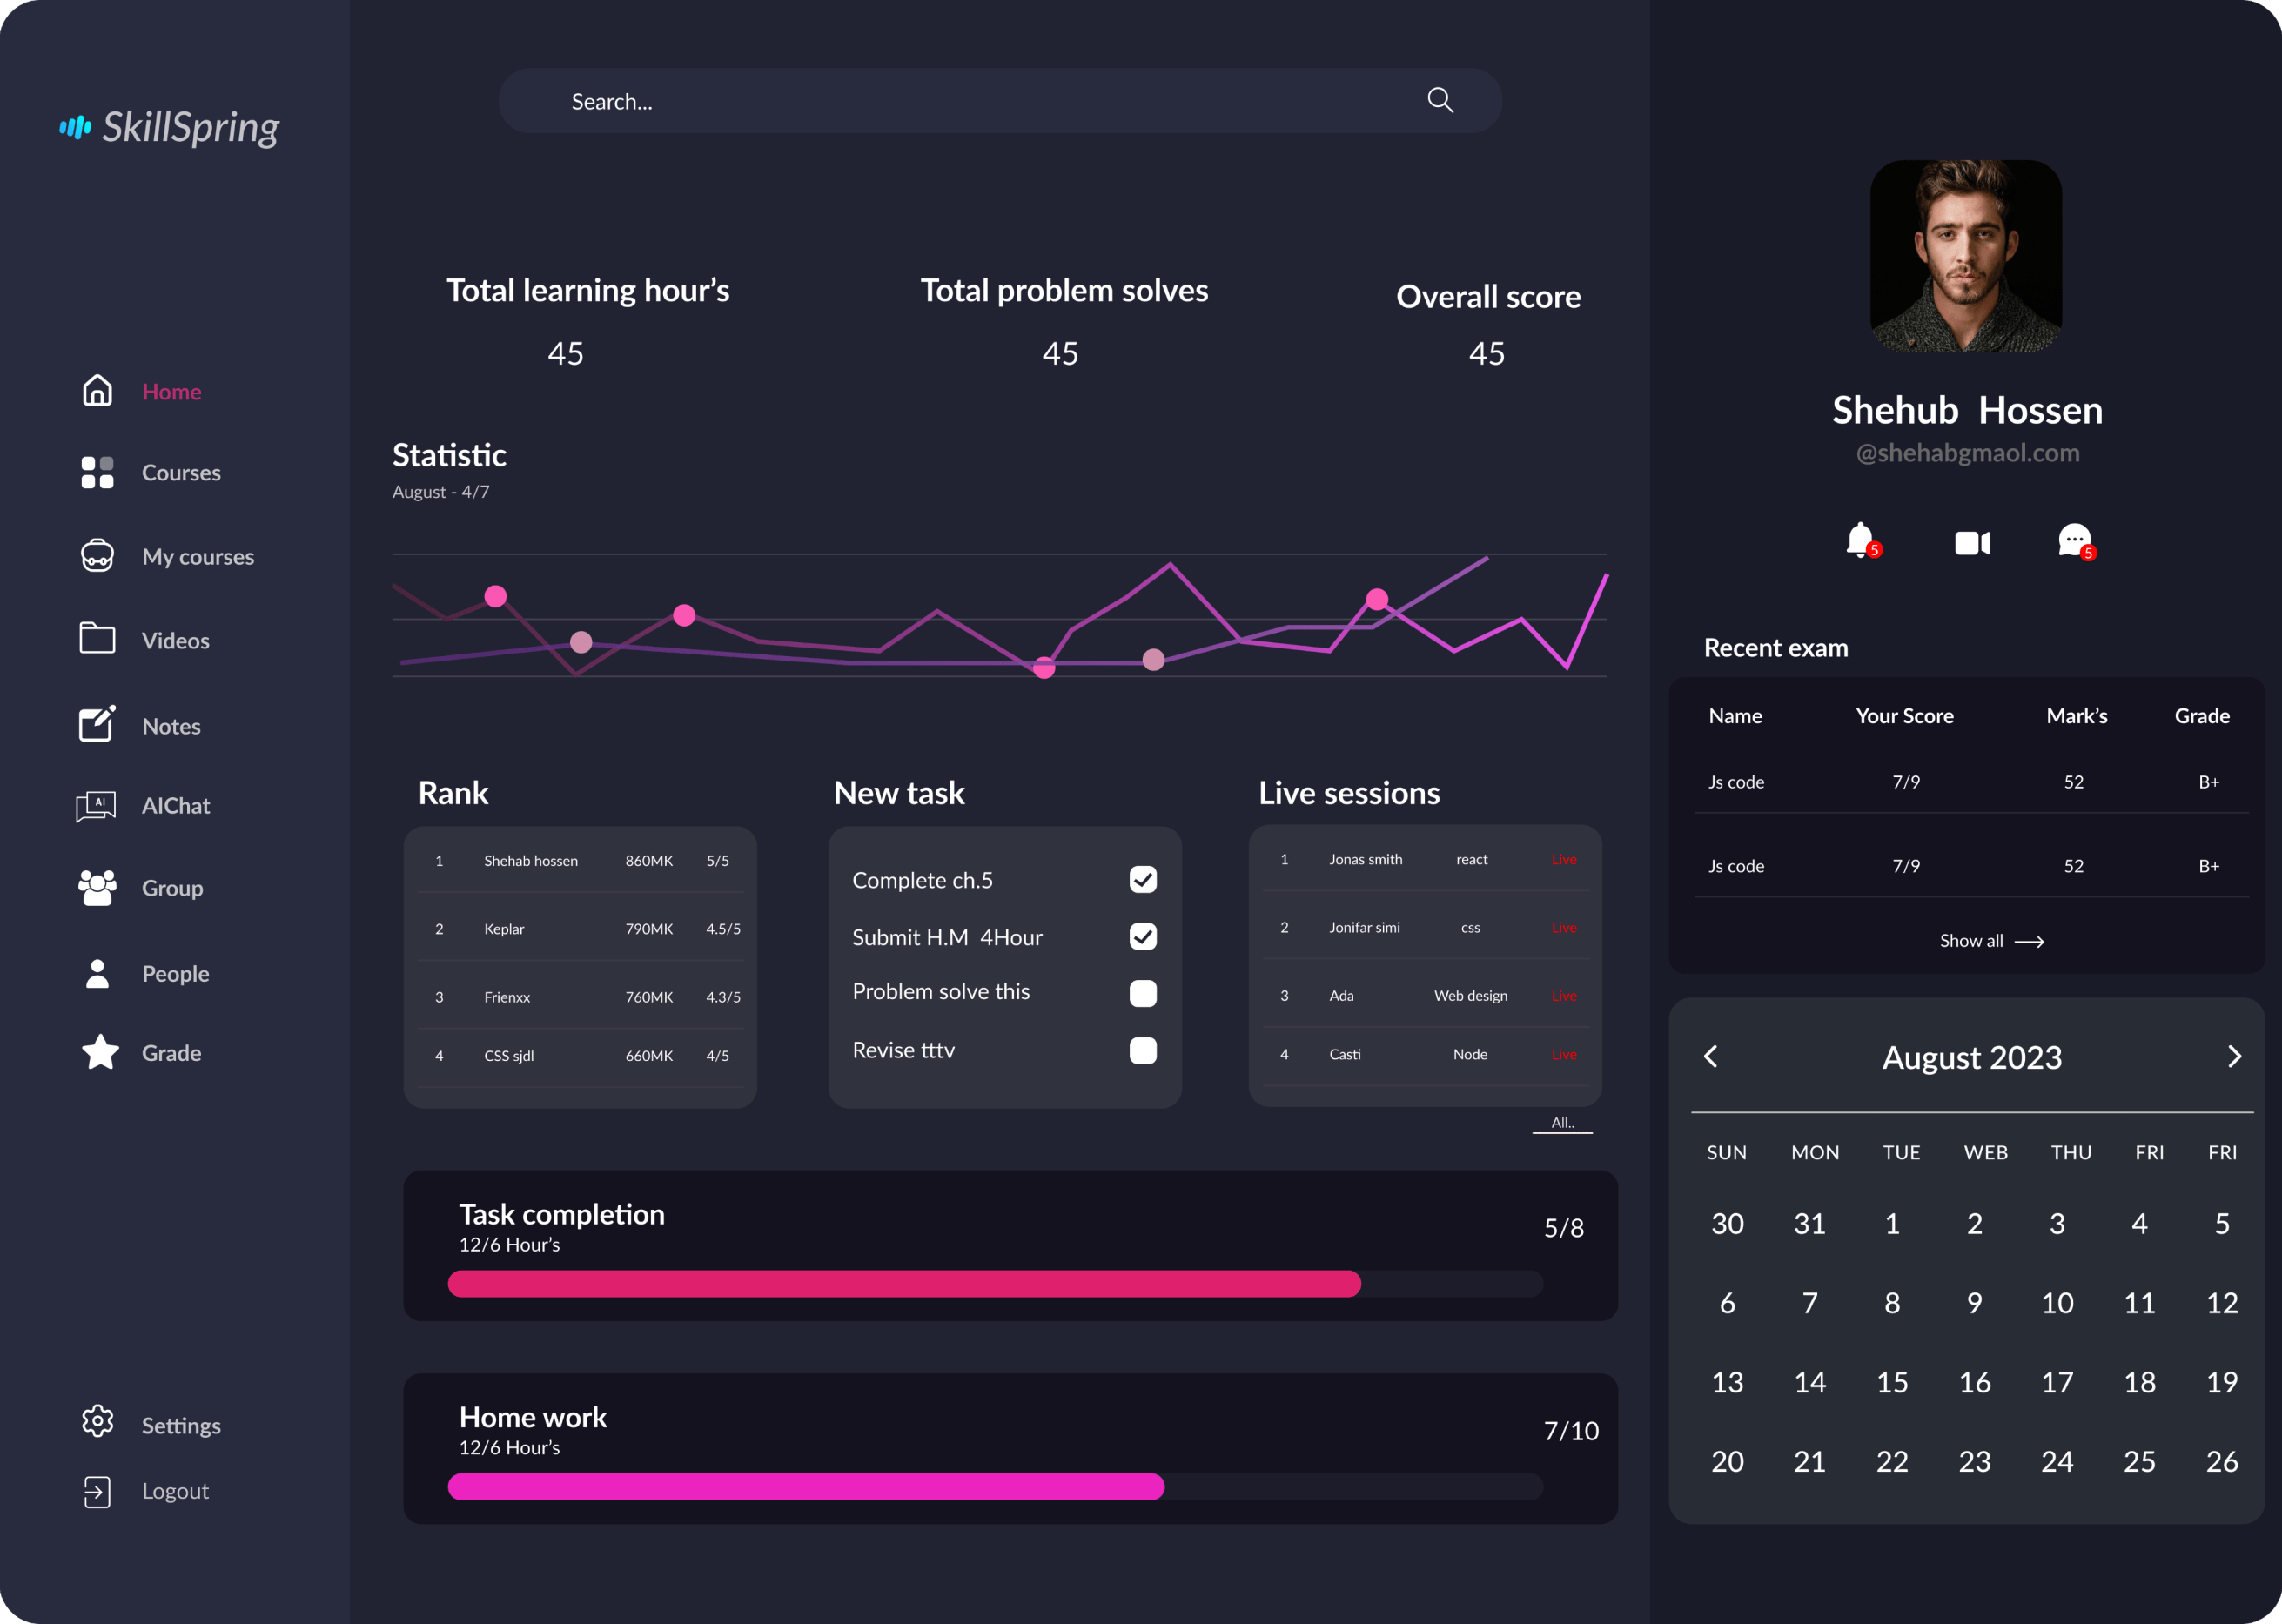 SkillSpring
Home
Courses
My courses
Videos
Notes
AI AIChat
Group
People
Grade
Settings
Logout
Search...
Total learning hour’s
45
Total problem solves
45
Overall score
45
Statistic
August - 4/7
Rank
1 Shehab hossen 860MK 5/5
2 Keplar 790MK 4.5/5
3 Frienxx 760MK 4.3/5
4 CSS sjdl 660MK 4/5
New task
Complete ch.5
Submit H.M 4Hour
Problem solve this
Revise tttv
Live sessions
1 Jonas smith react Live
2 Jonifar simi css Live
3 Ada Web design Live
4 Casti Node Live
All..
Task completion
12/6 Hour’s
5/8
Home work
12/6 Hour’s
7/10
Shehub Hossen
@shehabgmaol.com
5
5
Recent exam
Name Your Score Mark’s Grade
Js code 7/9 52 B+
Js code 7/9 52 B+
Show all
August 2023
SUN MON TUE WEB THU FRI FRI
30 31 1 2 3 4 5
6 7 8 9 10 11 12
13 14 15 16 17 18 19
20 21 22 23 24 25 26